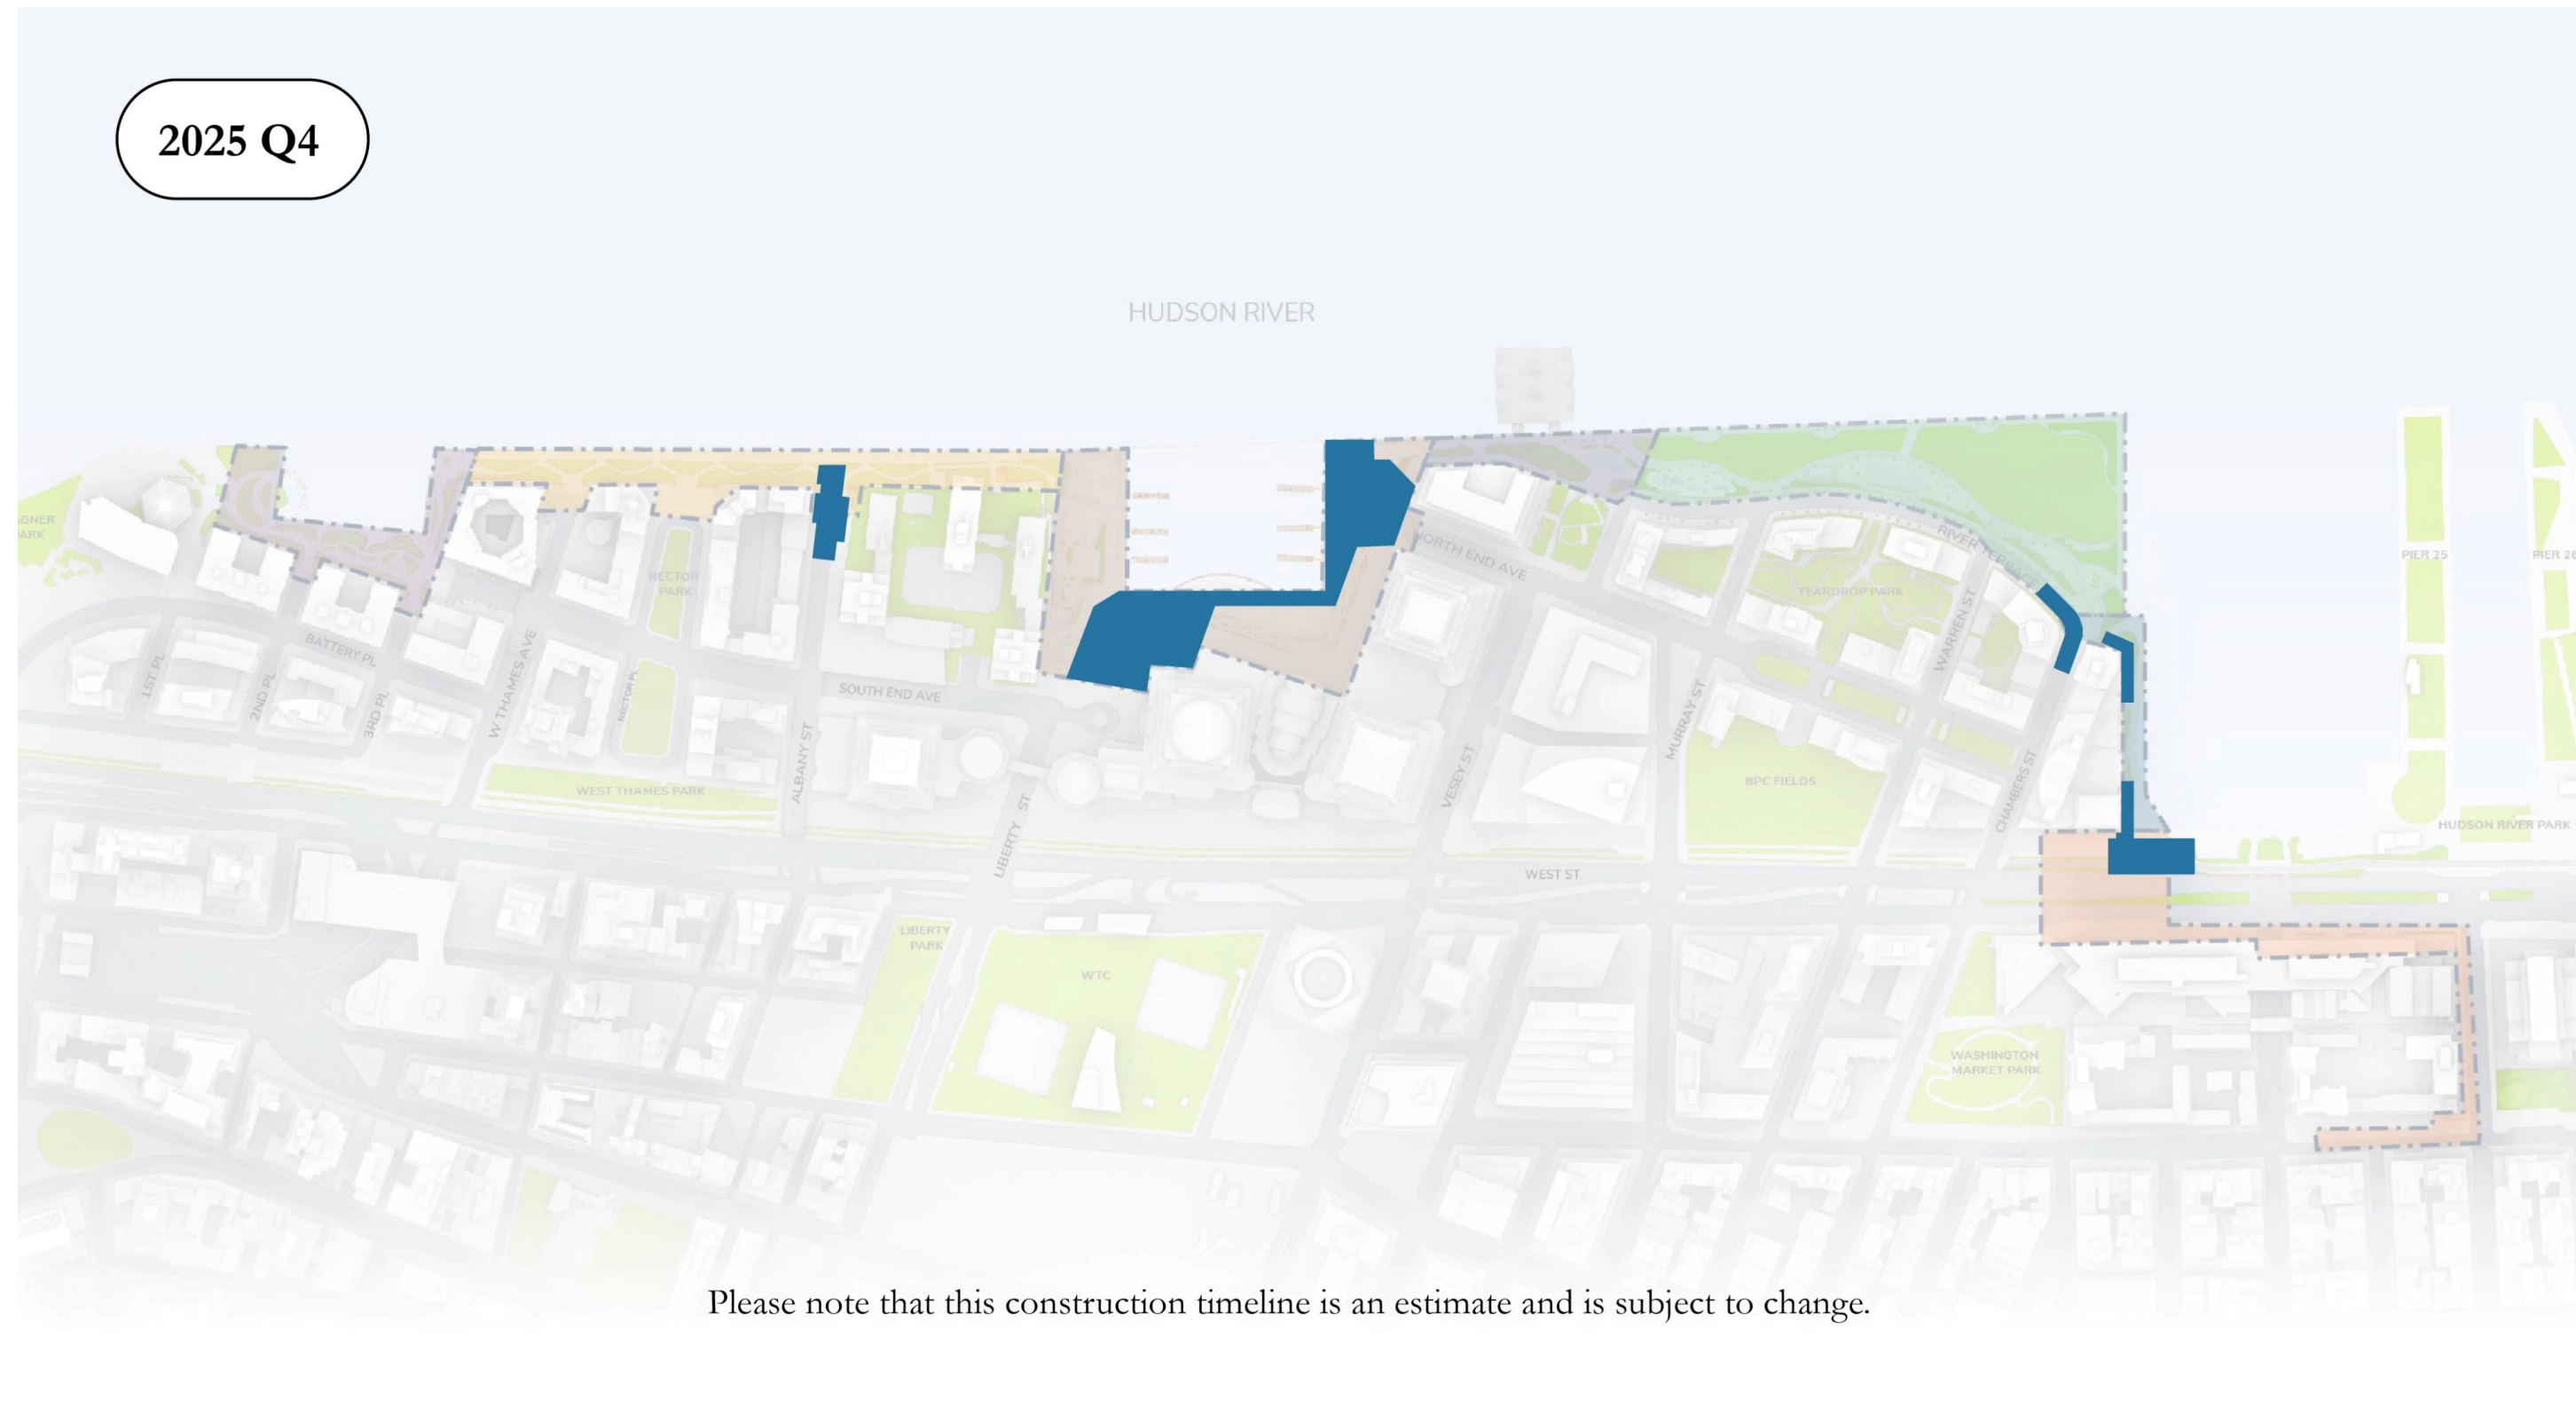 2025 Q4
HUDSON RIVER
AGNER
PARK
RECTOR
PARK
NORTH END AVE
RIVER TERRACE
TEARDROP PARK
PIER 25
PIER 26
1ST PL
BATTERY PL
2ND PL
3RD PL
W THAMES AVE
RECTOR PL
SOUTH END AVE
ALBANY ST
WEST THAMES PARK
LIBERTY ST
VESEY ST
MURRAY ST
WARREN ST
BPC FIELDS
CHAMBERS ST
HUDSON RIVER PARK
WEST ST
LIBERTY
PARK
WTC
WASHINGTON
MARKET PARK
Please note that this construction timeline is an estimate and is subject to change.